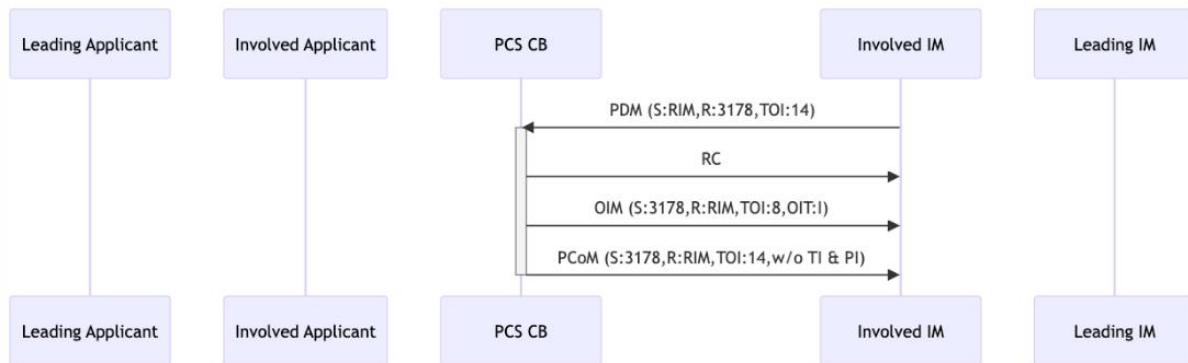 Leading Applicant
Involved Applicant
PCS CB
Involved IM
Leading IM
PDM (S:RIM,R:3178,TOI:14)
RC
OIM (S:3178,R:RIM,TOI:8,OIT:I)
PCoM (S:3178,R:RIM,TOI:14,w/o TI & PI)
Leading Applicant
Involved Applicant
PCS CB
Involved IM
Leading IM